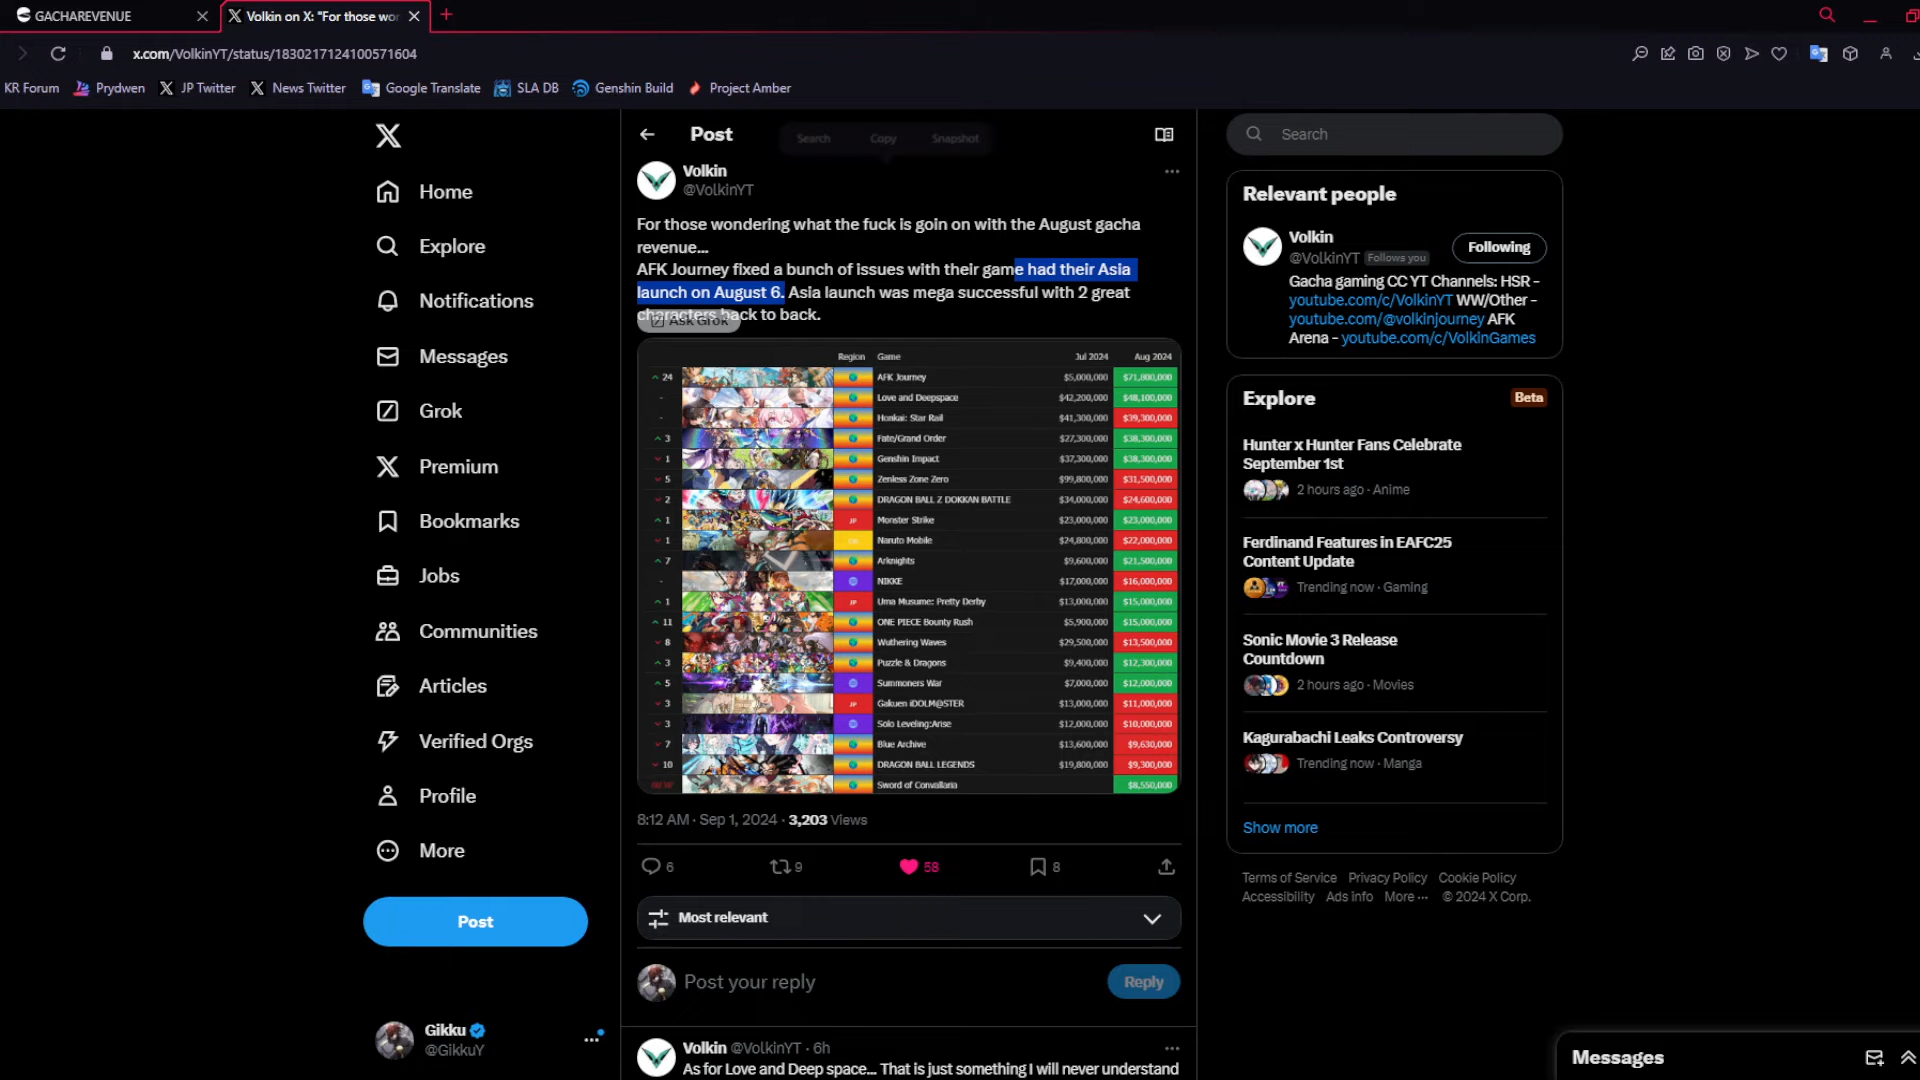 GACHAREVENUE
Volkin on X: "For those wor
x.com/VolkinYT/status/1830217124100571604
KR Forum
Prydwen
JP Twitter
News Twitter
Google Translate
SLA DB
Genshin Build
Project Amber
Home
Explore
Notifications
Messages
Grok
Premium
Bookmarks
Jobs
Communities
Articles
Verified Orgs
Profile
More
Post
Gikku
@GikkuY
Post
Search Copy Snapshot
Volkin
@VolkinYT
For those wondering what the fuck is goin on with the August gacha
revenue...
AFK Journey fixed a bunch of issues with their game had their Asia
launch on August 6. Asia launch was mega successful with 2 great
characters back to back.
Ask Grok
Region Game Jul 2024 Aug 2024
24 AFK Journey $5,000,000 $71,800,000
- Love and Deepspace $42,200,000 $48,100,000
- Honkai: Star Rail $41,300,000 $39,300,000
3 Fate/Grand Order $27,300,000 $38,300,000
1 Genshin Impact $37,300,000 $38,300,000
5 Zenless Zone Zero $99,800,000 $31,500,000
2 DRAGON BALL Z DOKKAN BATTLE $34,000,000 $24,600,000
1 JP Monster Strike $23,000,000 $23,000,000
1 Naruto Mobile $24,800,000 $22,000,000
7 Arknights $9,600,000 $21,500,000
- NIKKE $17,000,000 $16,000,000
1 JP Uma Musume: Pretty Derby $13,000,000 $15,000,000
11 ONE PIECE Bounty Rush $5,900,000 $15,000,000
8 Wuthering Waves $29,500,000 $13,500,000
3 Puzzle & Dragons $9,400,000 $12,300,000
5 Summoners War $7,000,000 $12,000,000
3 JP Gakuen iDOLM@STER $13,000,000 $11,000,000
3 Solo Leveling:Arise $12,000,000 $10,000,000
7 Blue Archive $13,600,000 $9,630,000
10 DRAGON BALL LEGENDS $19,800,000 $9,300,000
Sword of Convallaria $8,550,000
8:12 AM · Sep 1, 2024 · 3,203 Views
6 9 58 8
Most relevant
Post your reply
Reply
Volkin @VolkinYT · 6h
As for Love and Deep space... That is just something I will never understand
Search
Relevant people
Volkin
@VolkinYT Follows you
Following
Gacha gaming CC YT Channels: HSR -
youtube.com/c/VolkinYT WW/Other -
youtube.com/@volkinjourney AFK
Arena - youtube.com/c/VolkinGames
Explore
Beta
Hunter x Hunter Fans Celebrate
September 1st
2 hours ago · Anime
Ferdinand Features in EAFC25
Content Update
Trending now · Gaming
Sonic Movie 3 Release
Countdown
2 hours ago · Movies
Kagurabachi Leaks Controversy
Trending now · Manga
Show more
Terms of Service Privacy Policy Cookie Policy
Accessibility Ads info More ··· © 2024 X Corp.
Messages